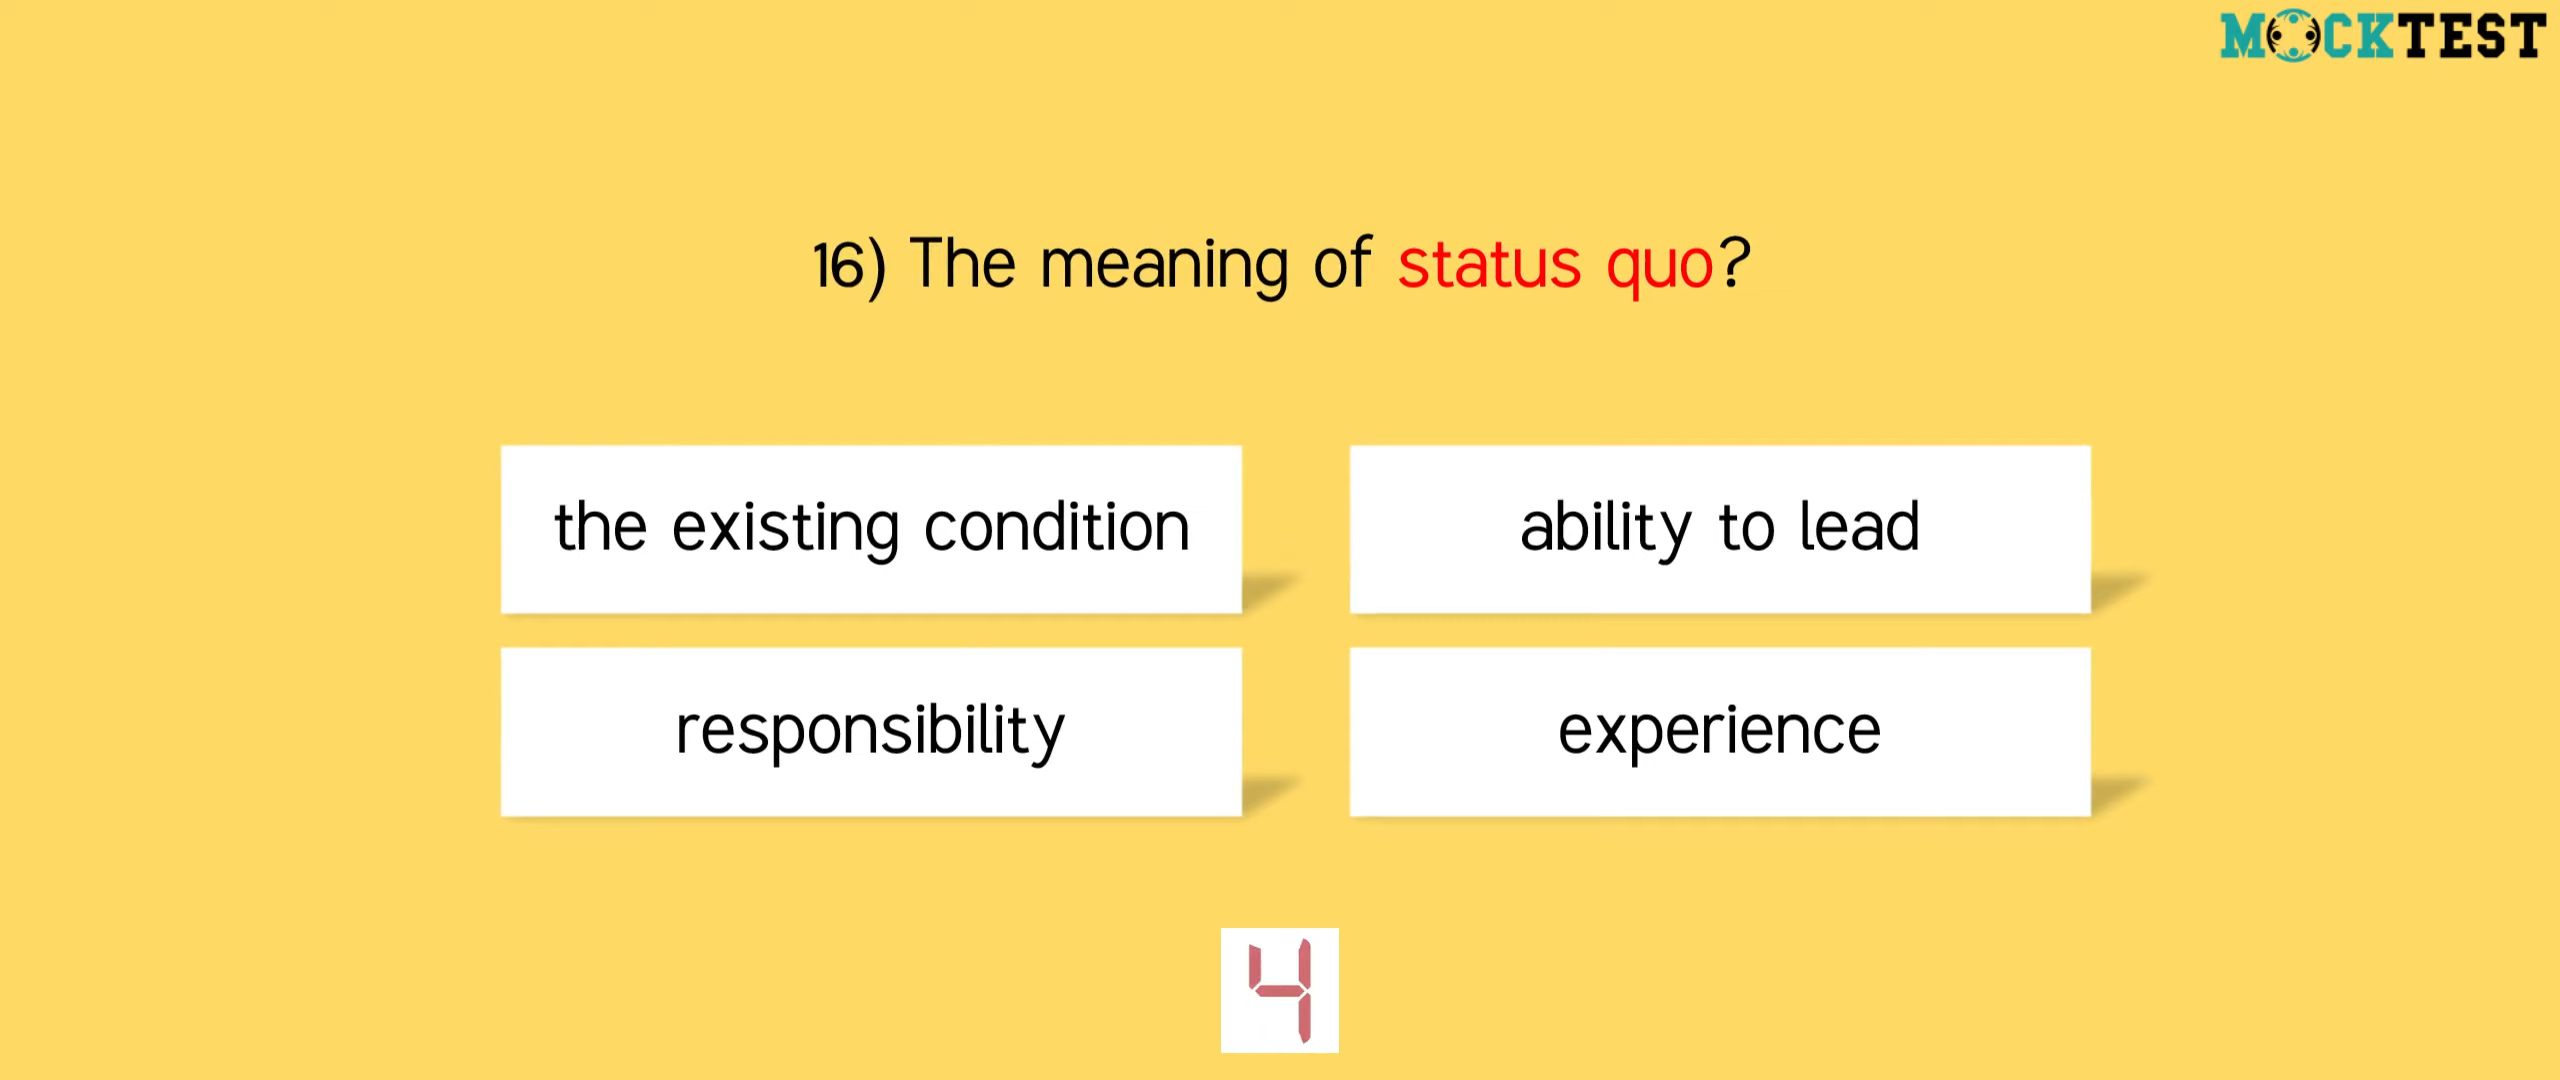 MOCKTEST
16) The meaning of status quo?
the existing condition
ability to lead
responsibility
experience
4